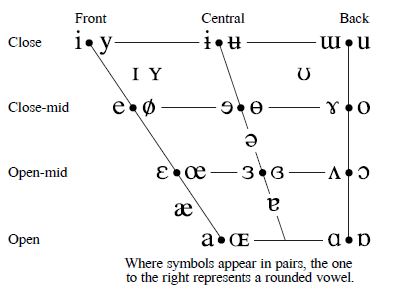 Front Central Back
Close i y ɨ ʉ ɯ u
ɪ ʏ ʊ
Close-mid e ø ɘ ɵ ɤ o
ə
Open-mid ɛ œ ɜ ɞ ʌ ɔ
æ ɐ
Open a ɶ ɑ ɒ
Where symbols appear in pairs, the one
to the right represents a rounded vowel.